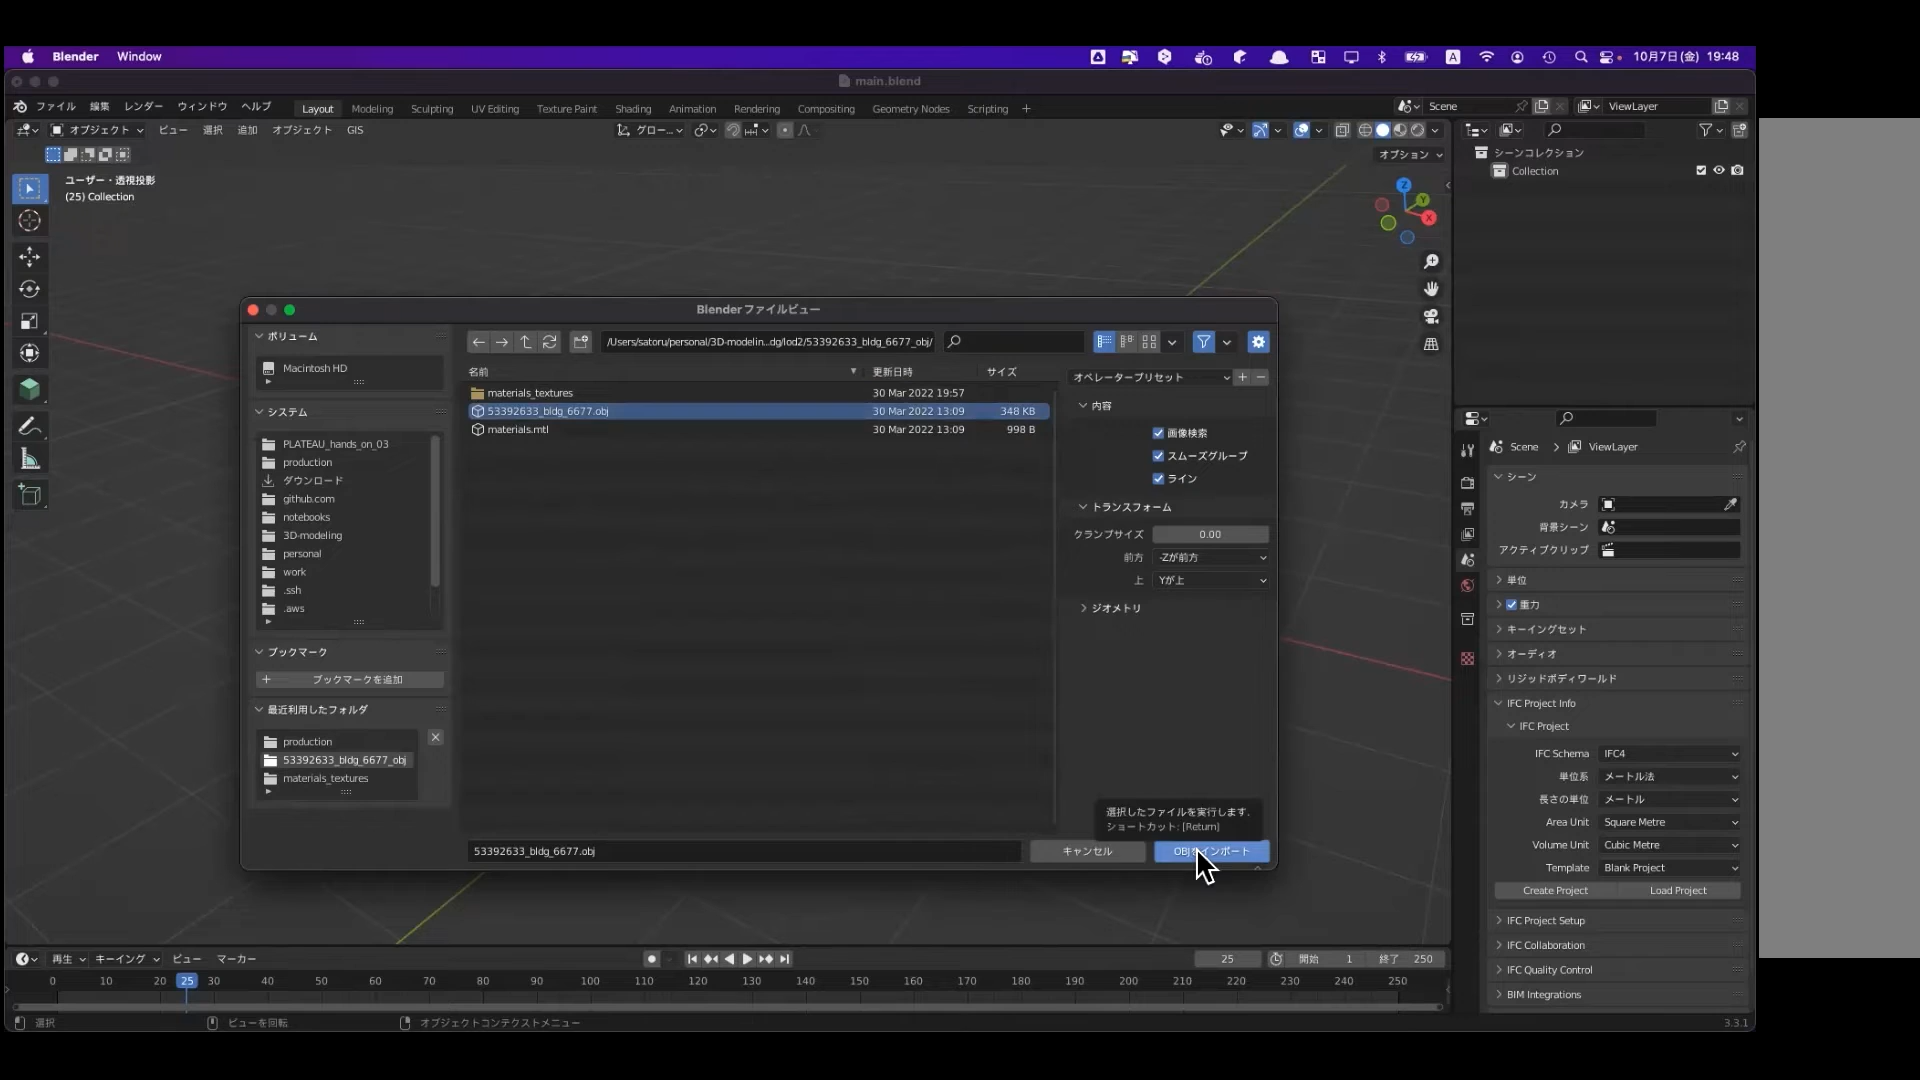 Blender Window
10月7日(金) 19:48
main.blend
ファイル 編集 レンダー ウィンドウ ヘルプ Layout Modeling Sculpting UV Editing Texture Paint Shading Animation Rendering Compositing Geometry Nodes Scripting + Scene ViewLayer
オブジェクト ビュー 選択 追加 オブジェクト GIS グロー...
オプション
ユーザー・透視投影
(25) Collection
Z
Y
X
シーンコレクション
Collection
Blenderファイルビュー
ボリューム
Macintosh HD
システム
PLATEAU_hands_on_03
production
ダウンロード
github.com
notebooks
3D-modeling
personal
work
.ssh
.aws
ブックマーク
ブックマークを追加
最近利用したフォルダ
production
53392633_bldg_6677_obj
materials_textures
/Users/satoru/personal/3D-modelin...dg/lod2/53392633_bldg_6677_obj/
名前 更新日時 サイズ
materials_textures 30 Mar 2022 19:57
53392633_bldg_6677.obj 30 Mar 2022 13:09 348 KB
materials.mtl 30 Mar 2022 13:09 998 B
オペレータープリセット
内容
画像検索
スムーズグループ
ライン
トランスフォーム
クランプサイズ 0.00
前方 -Zが前方
上 Yが上
ジオメトリ
選択したファイルを実行します.
ショートカット: [Return]
53392633_bldg_6677.obj キャンセル OBJをインポート
Scene ViewLayer
シーン
カメラ
背景シーン
アクティブクリップ
単位
重力
キーイングセット
オーディオ
リジッドボディワールド
IFC Project Info
IFC Project
IFC Schema IFC4
単位系 メートル法
長さの単位 メートル
Area Unit Square Metre
Volume Unit Cubic Metre
Template Blank Project
Create Project Load Project
IFC Project Setup
IFC Collaboration
IFC Quality Control
BIM Integrations
再生 キーイング ビュー マーカー 25 開始 1 終了 250
0 10 20 25 30 40 50 60 70 80 90 100 110 120 130 140 150 160 170 180 190 200 210 220 230 240 250
選択 ビューを回転 オブジェクトコンテクストメニュー 3.3.1